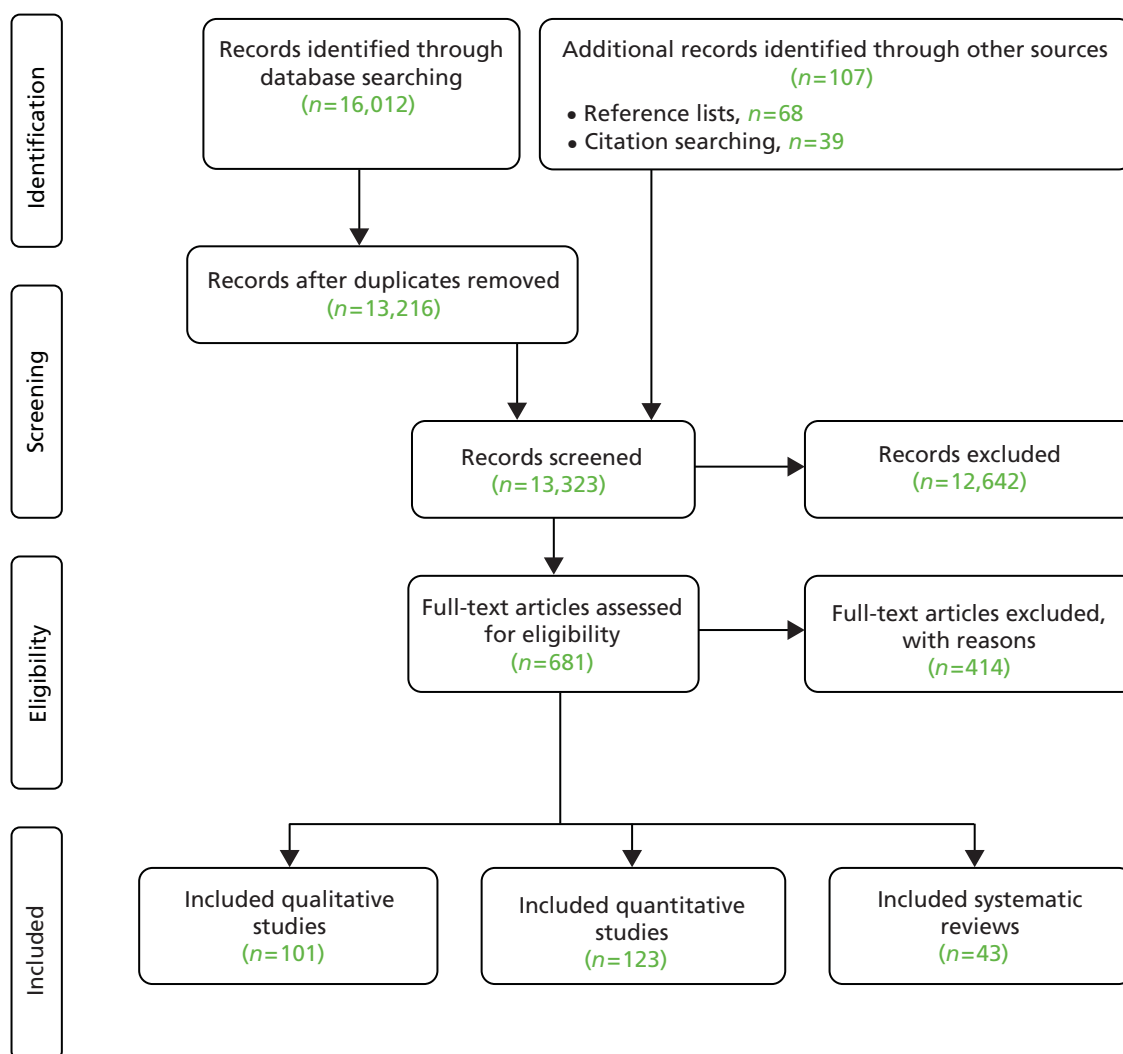 Identification
Records identified through
database searching
(n=16,012)
Additional records identified through other sources
(n=107)
• Reference lists, n=68
• Citation searching, n=39
Screening
Records after duplicates removed
(n=13,216)
Records screened
(n=13,323)
Records excluded
(n=12,642)
Eligibility
Full-text articles assessed
for eligibility
(n=681)
Full-text articles excluded,
with reasons
(n=414)
Included
Included qualitative
studies
(n=101)
Included quantitative
studies
(n=123)
Included systematic
reviews
(n=43)